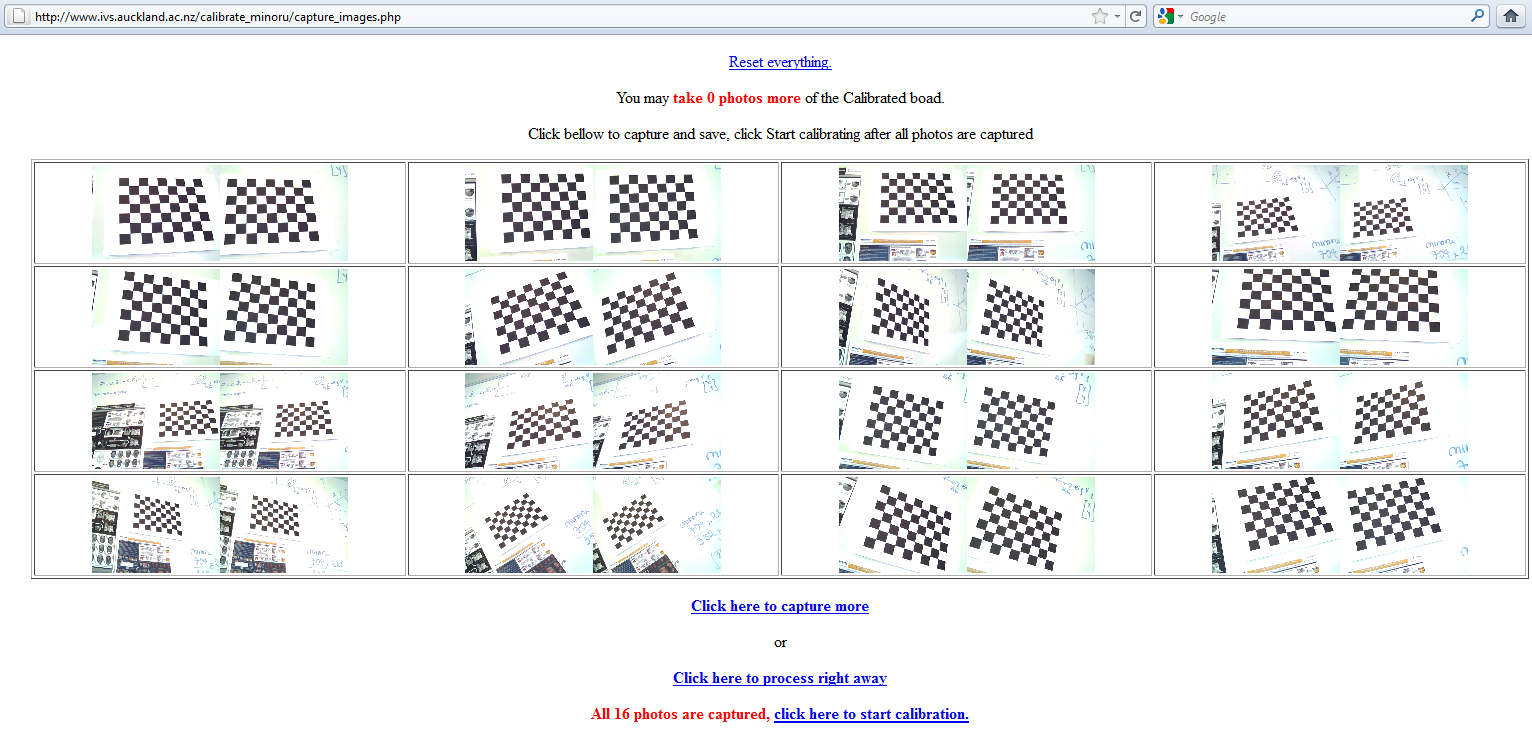 http://www.ivs.auckland.ac.nz/calibrate_minoru/capture_images.php
Google
Reset everything.
You may take 0 photos more of the Calibrated boad.
Click bellow to capture and save, click Start calibrating after all photos are captured
Click here to capture more
or
Click here to process right away
All 16 photos are captured, click here to start calibration.